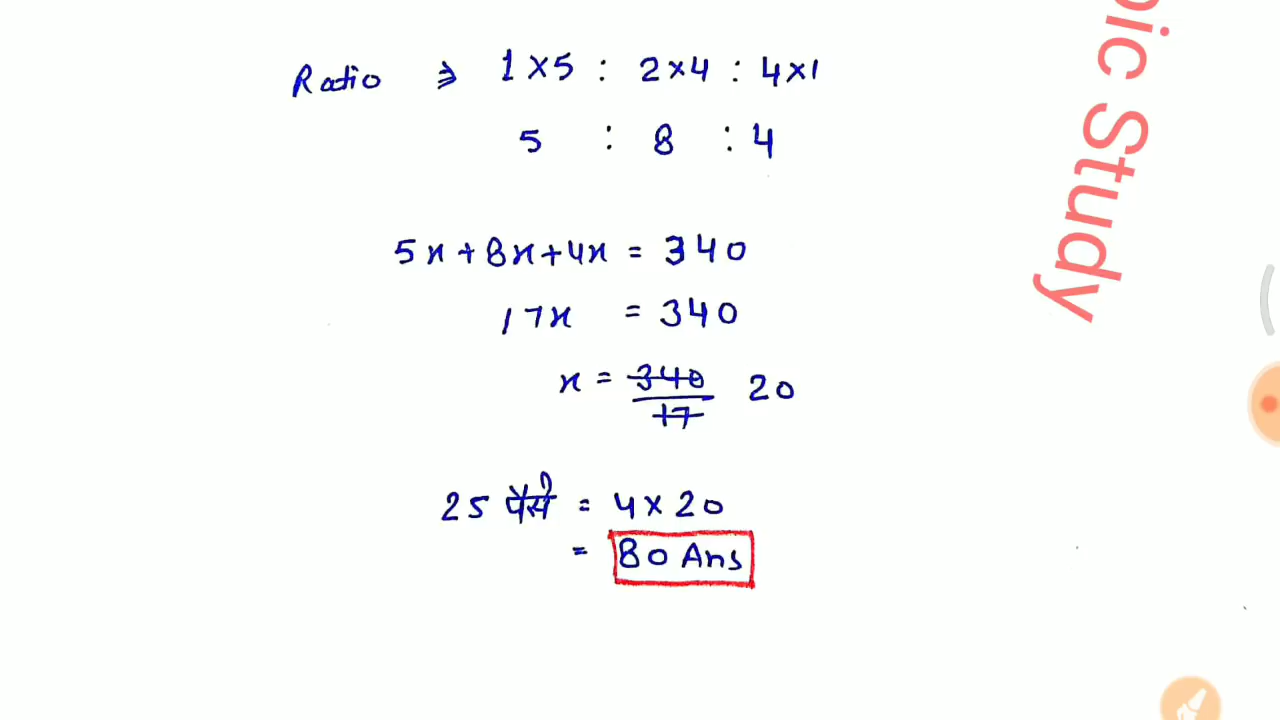 Ratio ⇒ 1×5 : 2×4 : 4×1
5 : 8 : 4
5x+8x+4x = 340
17x = 340
x = 340/17 20
25 पैसे = 4×20
= 80 Ans
Study